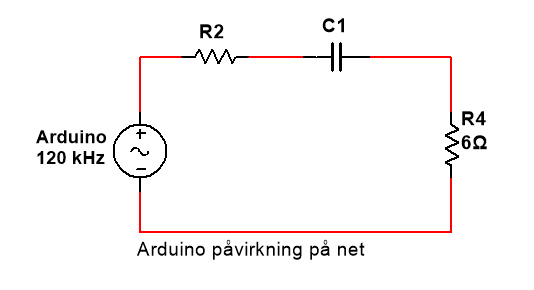 R2
C1
Arduino
120 kHz
R4
6Ω
Arduino påvirkning på net